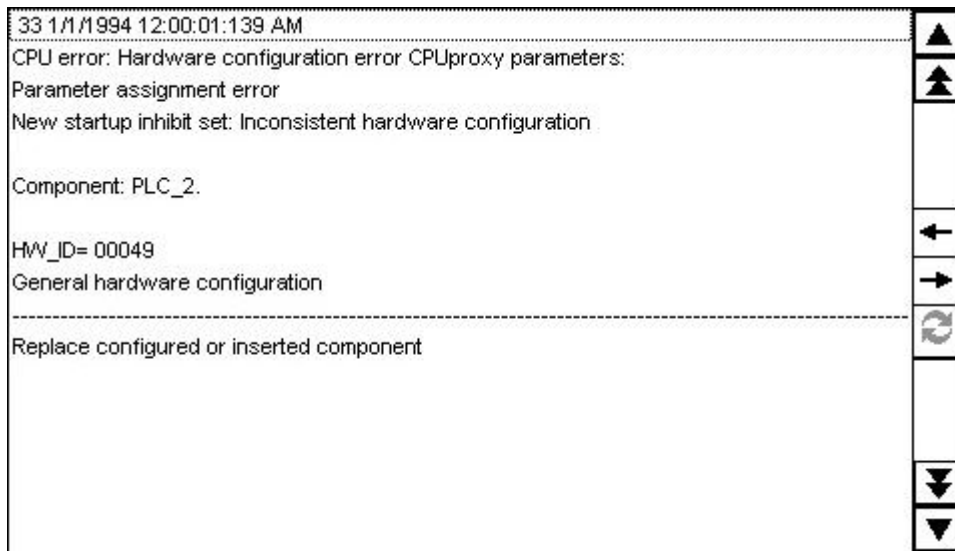 33 1/1/1994 12:00:01:139 AM
CPU error: Hardware configuration error CPUproxy parameters:
Parameter assignment error
New startup inhibit set: Inconsistent hardware configuration
Component: PLC_2.
HW_ID= 00049
General hardware configuration
Replace configured or inserted component